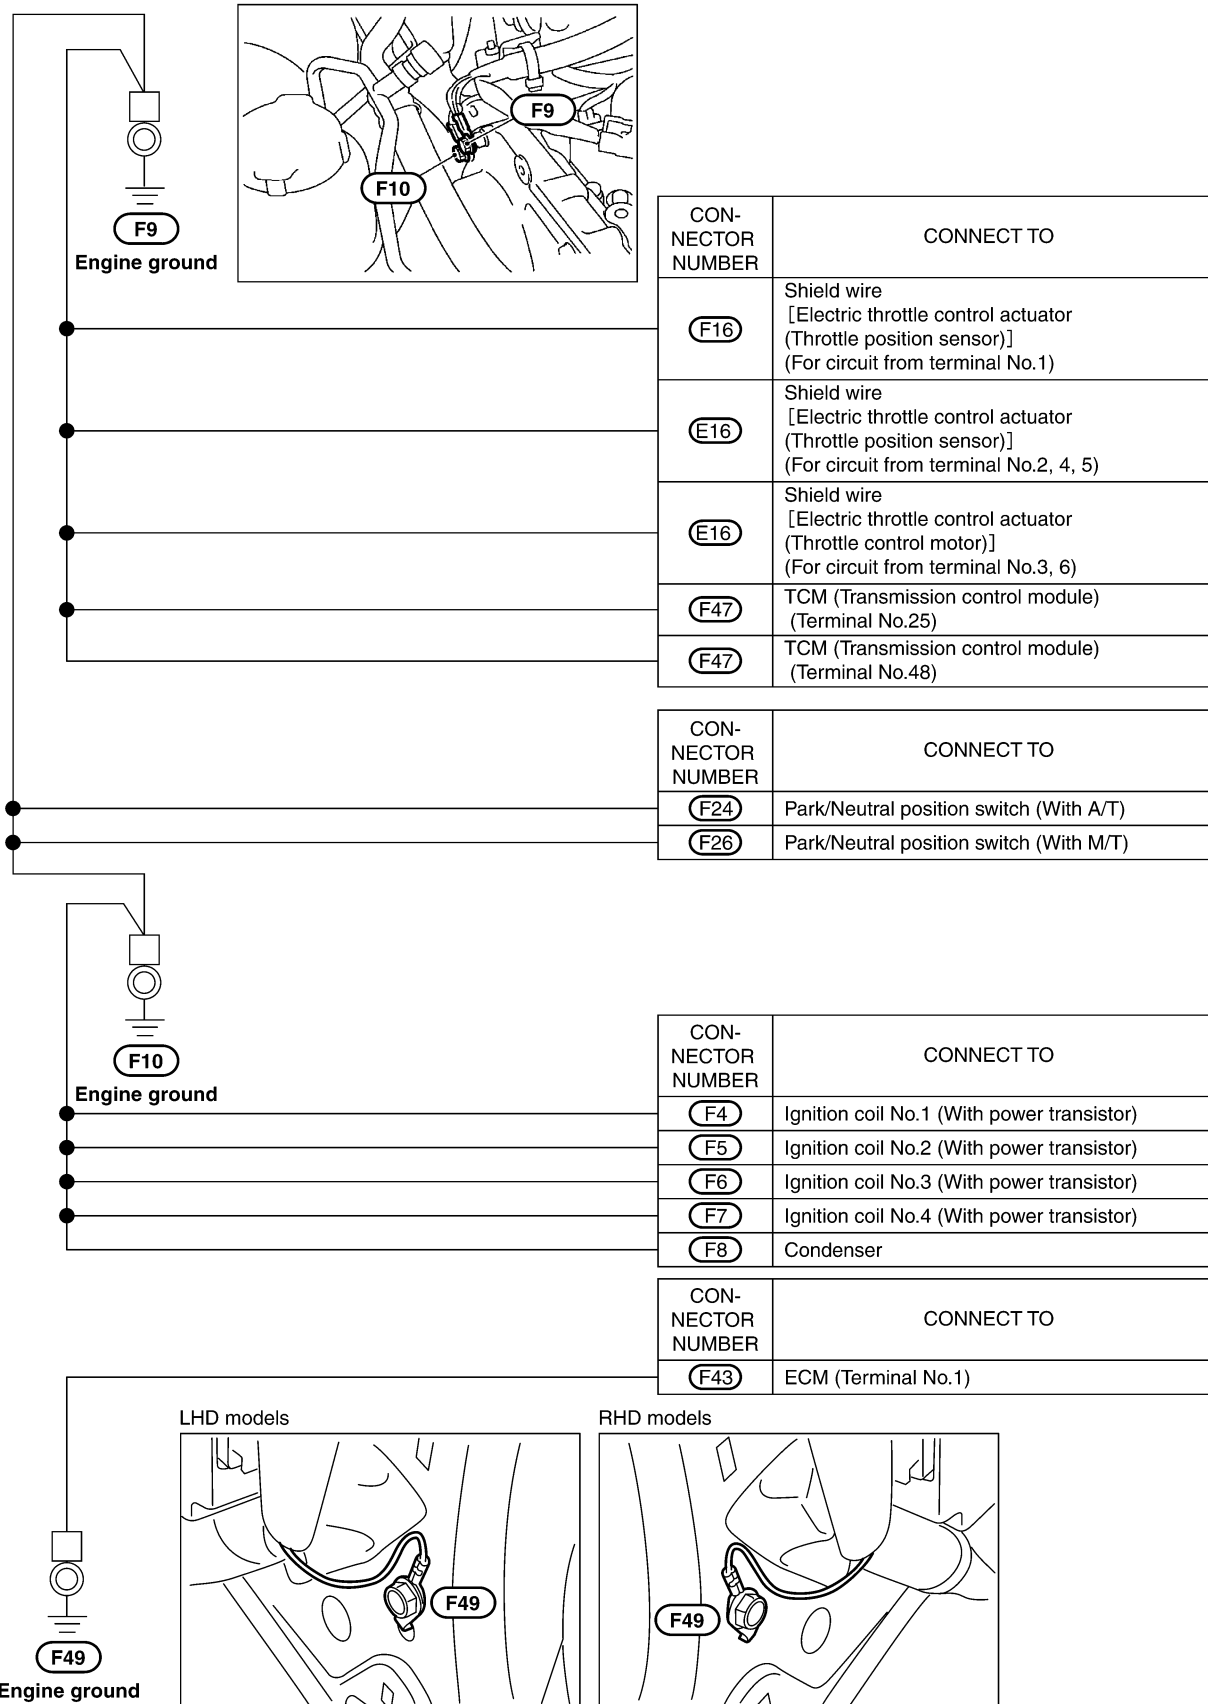 F9
F10
F9
Engine ground
CON-
NECTOR
NUMBER
CONNECT TO
F16
Shield wire
[Electric throttle control actuator
(Throttle position sensor)]
(For circuit from terminal No.1)
E16
Shield wire
[Electric throttle control actuator
(Throttle position sensor)]
(For circuit from terminal No.2, 4, 5)
E16
Shield wire
[Electric throttle control actuator
(Throttle control motor)]
(For circuit from terminal No.3, 6)
F47
TCM (Transmission control module)
(Terminal No.25)
F47
TCM (Transmission control module)
(Terminal No.48)
CON-
NECTOR
NUMBER
CONNECT TO
F24
Park/Neutral position switch (With A/T)
F26
Park/Neutral position switch (With M/T)
F10
Engine ground
CON-
NECTOR
NUMBER
CONNECT TO
F4
Ignition coil No.1 (With power transistor)
F5
Ignition coil No.2 (With power transistor)
F6
Ignition coil No.3 (With power transistor)
F7
Ignition coil No.4 (With power transistor)
F8
Condenser
CON-
NECTOR
NUMBER
CONNECT TO
F43
ECM (Terminal No.1)
LHD models
RHD models
F49
F49
F49
Engine ground